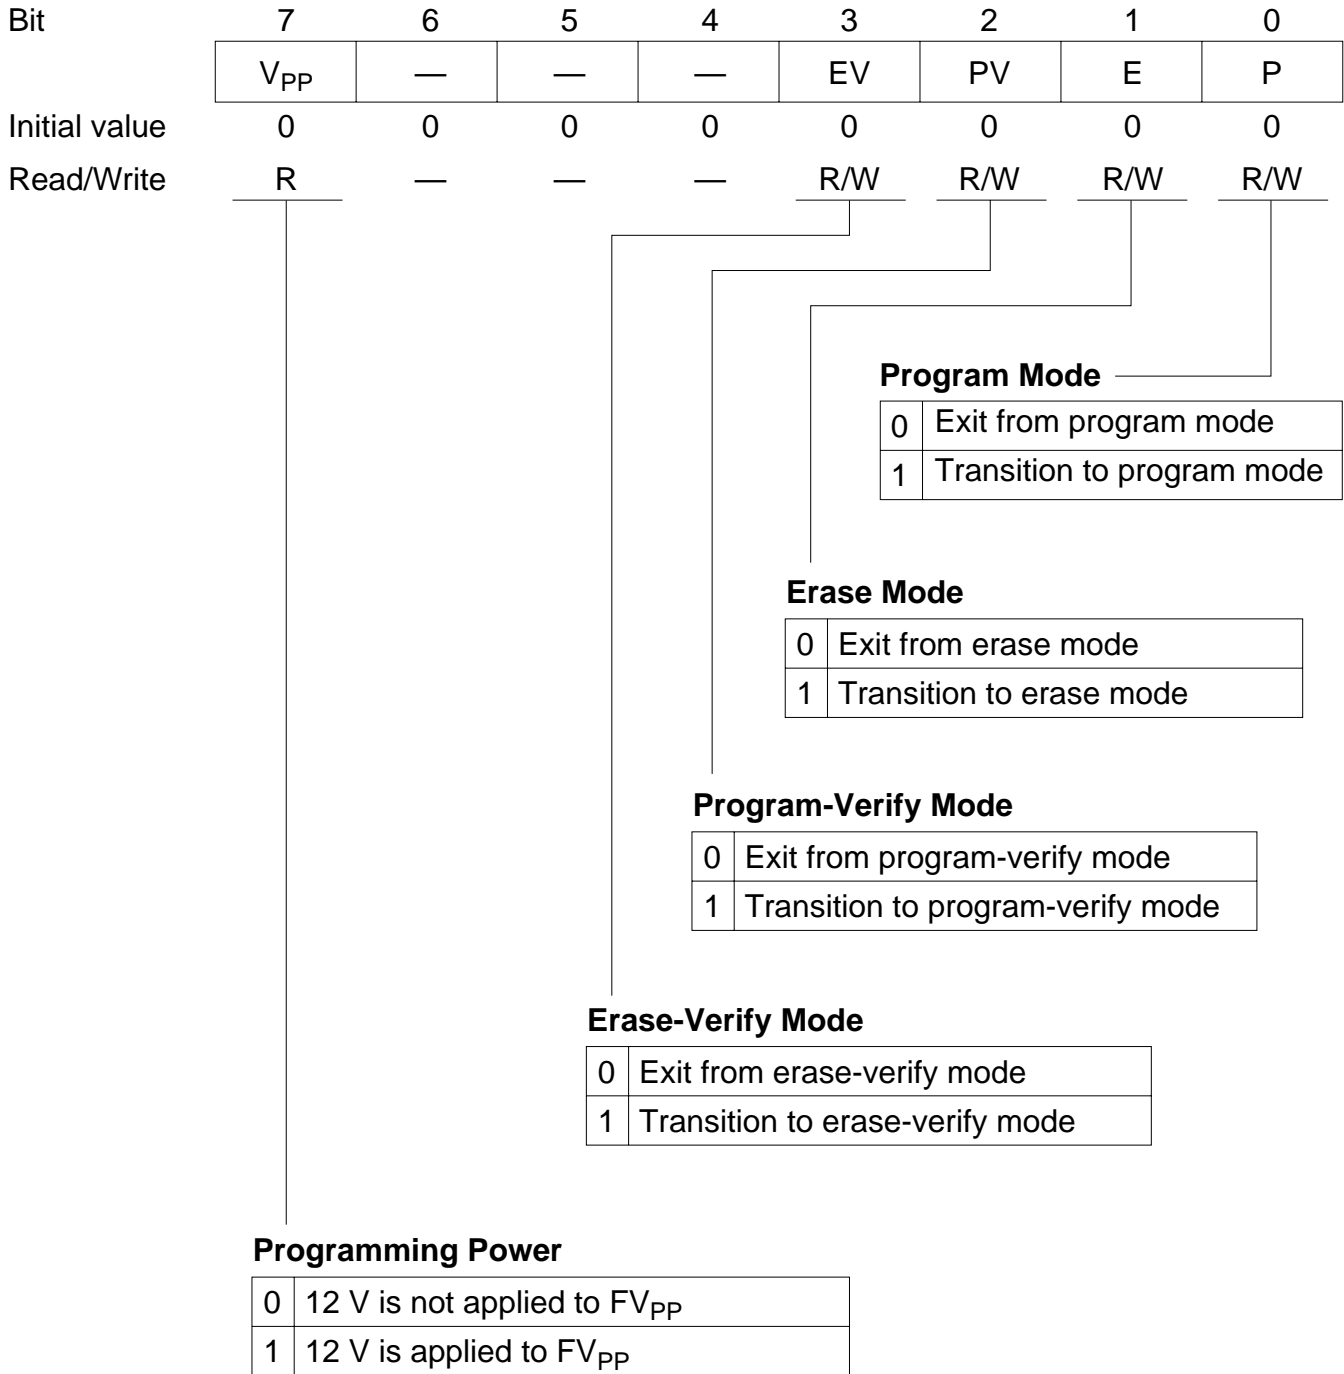 Bit 7 6 5 4 3 2 1 0
VPP — — — EV PV E P
Initial value 0 0 0 0 0 0 0 0
Read/Write R — — — R/W R/W R/W R/W
Program Mode
0 Exit from program mode
1 Transition to program mode
Erase Mode
0 Exit from erase mode
1 Transition to erase mode
Program-Verify Mode
0 Exit from program-verify mode
1 Transition to program-verify mode
Erase-Verify Mode
0 Exit from erase-verify mode
1 Transition to erase-verify mode
Programming Power
0 12 V is not applied to FVPP
1 12 V is applied to FVPP